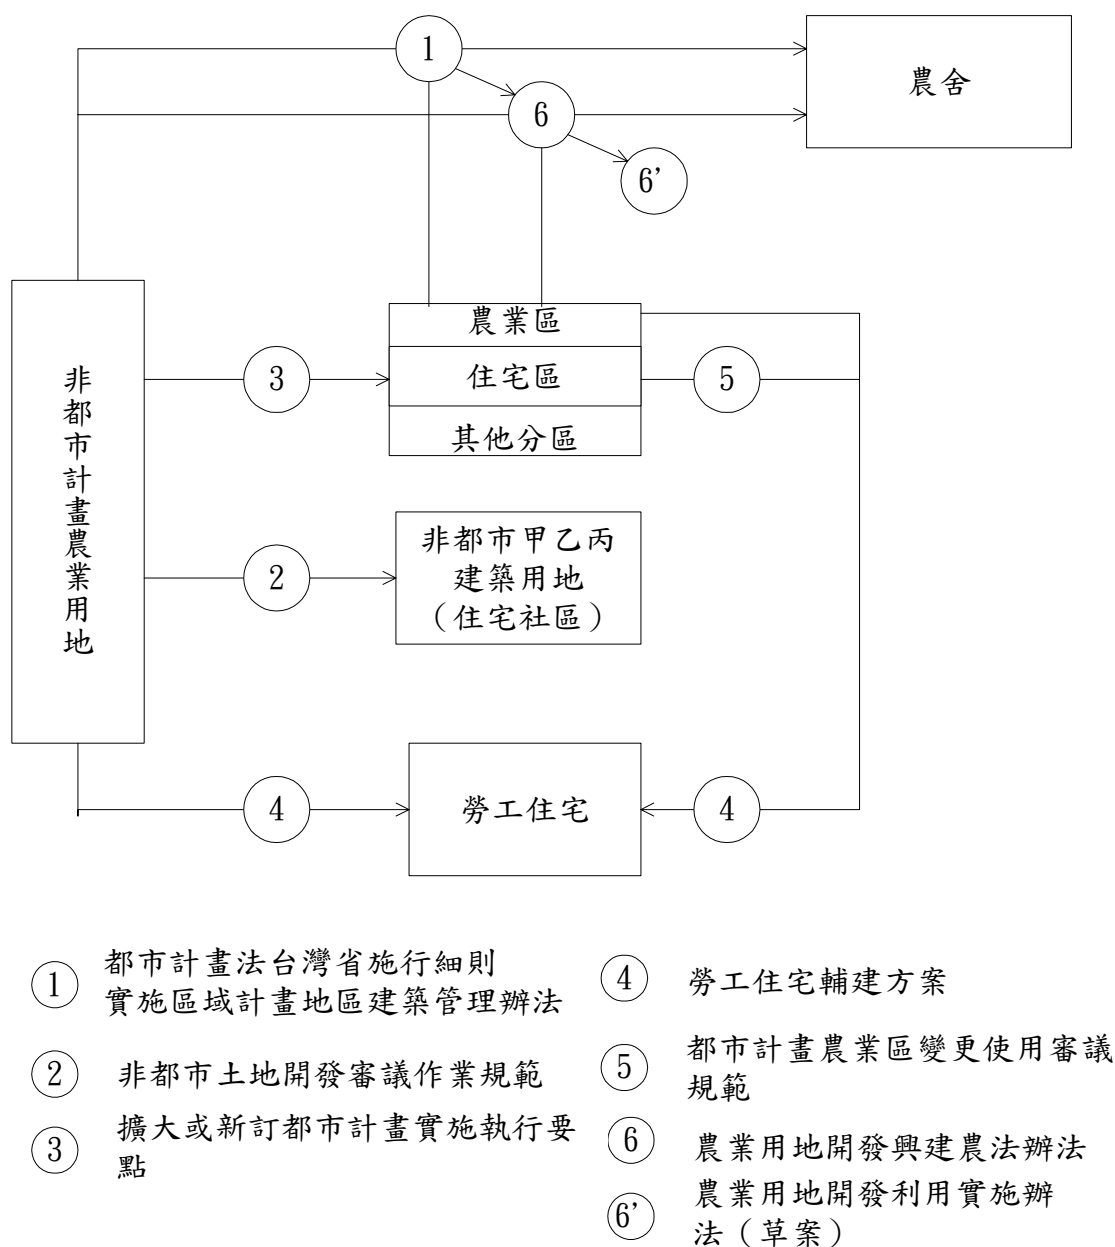 1
農舍
6
6’
農業區
非都市計畫農業用地
3
住宅區
5
其他分區
2
非都市甲乙丙
建築用地
（住宅社區）
4
勞工住宅
4
1
都市計畫法台灣省施行細則
實施區域計畫地區建築管理辦法
2
非都市土地開發審議作業規範
3
擴大或新訂都市計畫實施執行要
點
4
勞工住宅輔建方案
5
都市計畫農業區變更使用審議
規範
6
農業用地開發興建農法辦法
6’
農業用地開發利用實施辦
法（草案）